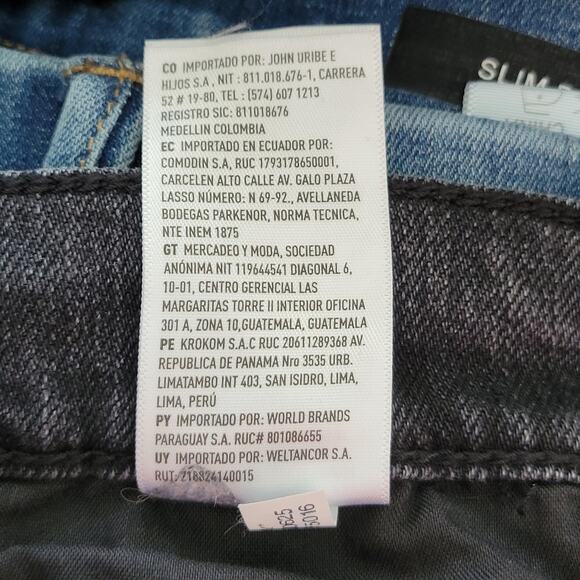 CO IMPORTADO POR: JOHN URIBE E
HIJOS S.A , NIT : 811.018.676-1, CARRERA
52 # 19-80, TEL : (574) 607 1213
REGISTRO SIC: 811018676
MEDELLIN COLOMBIA
EC IMPORTADO EN ECUADOR POR:
COMODIN S.A, RUC 1793178650001,
CARCELEN ALTO CALLE AV. GALO PLAZA
LASSO NÚMERO: N 69-92., AVELLANEDA
BODEGAS PARKENOR, NORMA TECNICA,
NTE INEM 1875
GT MERCADEO Y MODA, SOCIEDAD
ANÓNIMA NIT 119644541 DIAGONAL 6,
10-01, CENTRO GERENCIAL LAS
MARGARITAS TORRE II INTERIOR OFICINA
301 A, ZONA 10,GUATEMALA, GUATEMALA
PE KROKOM S.A.C RUC 20611289368 AV.
REPUBLICA DE PANAMA Nro 3535 URB.
LIMATAMBO INT 403, SAN ISIDRO, LIMA,
LIMA, PERÚ
PY IMPORTADO POR: WORLD BRANDS
PARAGUAY S.A. RUC# 801086655
UY IMPORTADO POR: WELTANCOR S.A.
RUT: 218824140015
SLIM